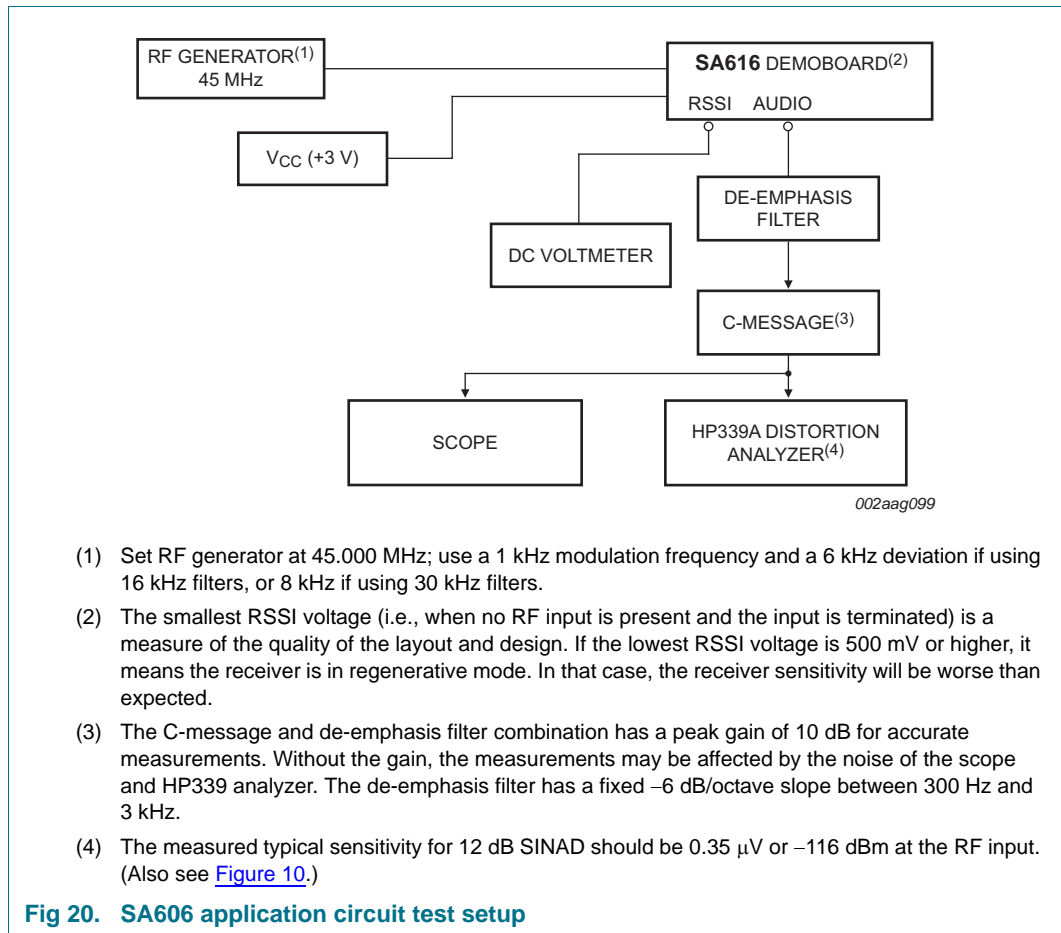 RF GENERATOR(1)
45 MHz
SA616 DEMOBOARD(2)
RSSI AUDIO
VCC (+3 V)
DE-EMPHASIS
FILTER
DC VOLTMETER
C-MESSAGE(3)
SCOPE
HP339A DISTORTION
ANALYZER(4)
002aag099
(1) Set RF generator at 45.000 MHz; use a 1 kHz modulation frequency and a 6 kHz deviation if using
16 kHz filters, or 8 kHz if using 30 kHz filters.
(2) The smallest RSSI voltage (i.e., when no RF input is present and the input is terminated) is a
measure of the quality of the layout and design. If the lowest RSSI voltage is 500 mV or higher, it
means the receiver is in regenerative mode. In that case, the receiver sensitivity will be worse than
expected.
(3) The C-message and de-emphasis filter combination has a peak gain of 10 dB for accurate
measurements. Without the gain, the measurements may be affected by the noise of the scope
and HP339 analyzer. The de-emphasis filter has a fixed −6 dB/octave slope between 300 Hz and
3 kHz.
(4) The measured typical sensitivity for 12 dB SINAD should be 0.35 μV or −116 dBm at the RF input.
(Also see Figure 10.)
Fig 20. SA606 application circuit test setup